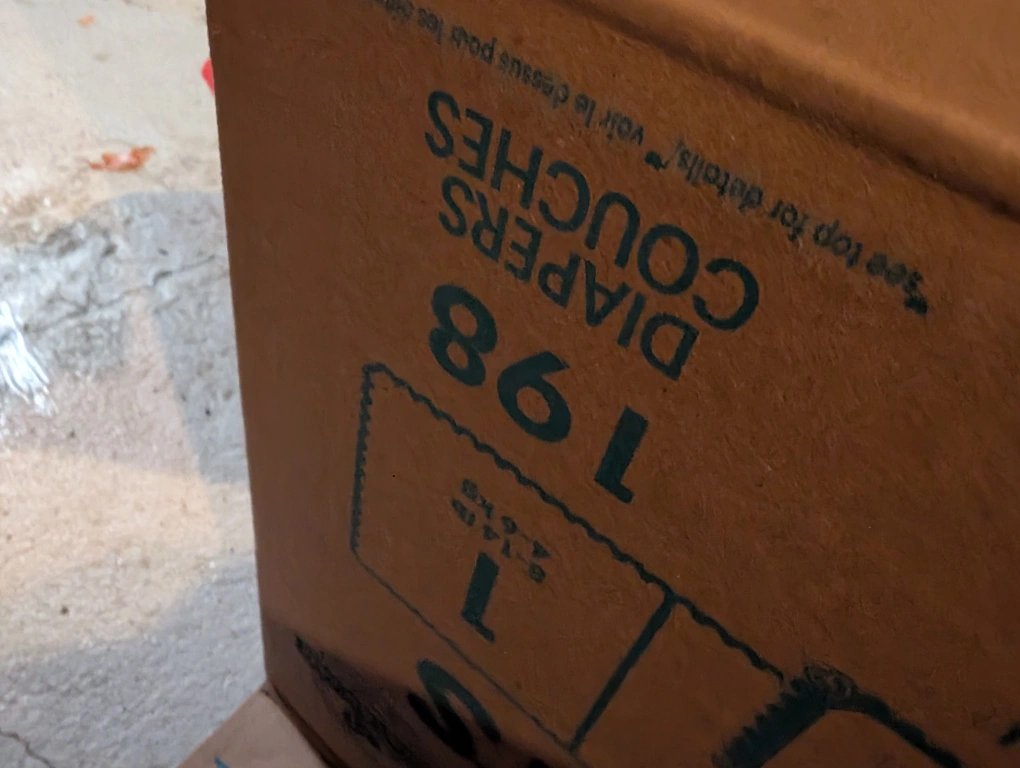 1
8-14 lb
4-6 kg
198
DIAPERS
COUCHES
*See top for details/* voir le dessus pour les